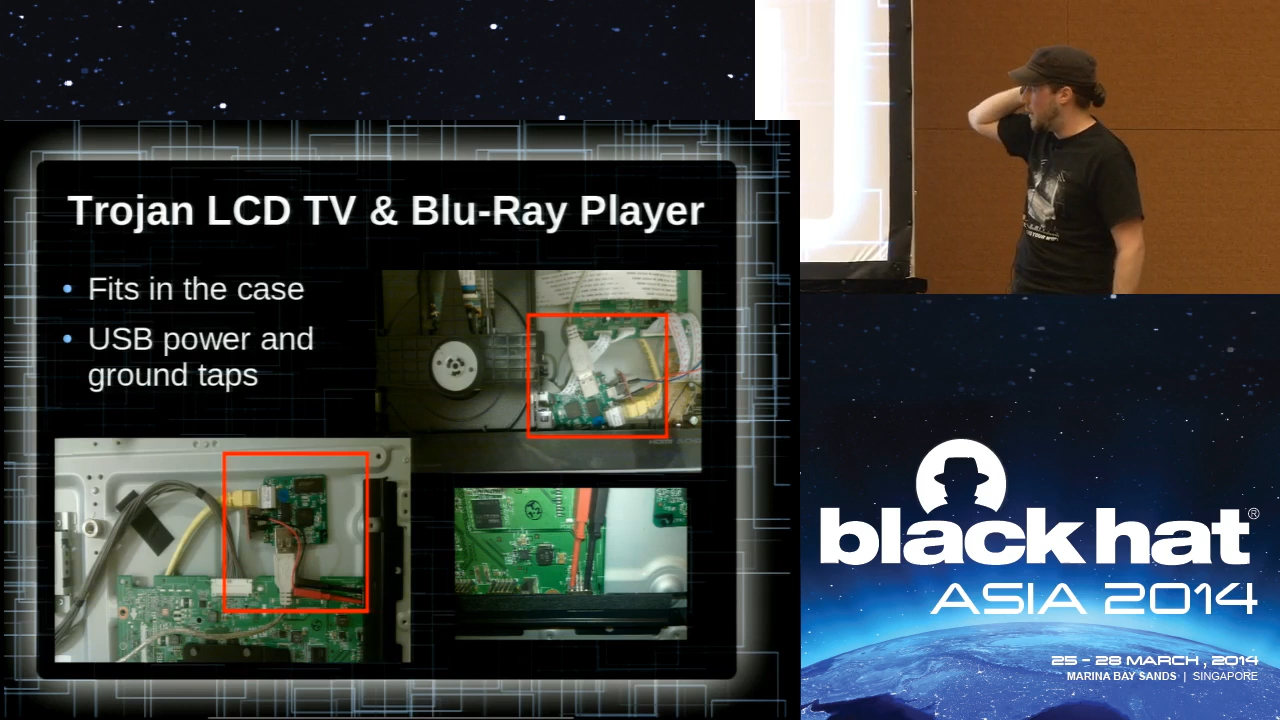 Trojan LCD TV & Blu-Ray Player
• Fits in the case
• USB power and
ground taps
black hat®
ASIA 2014
25 - 28 MARCH, 2014
MARINA BAY SANDS | SINGAPORE